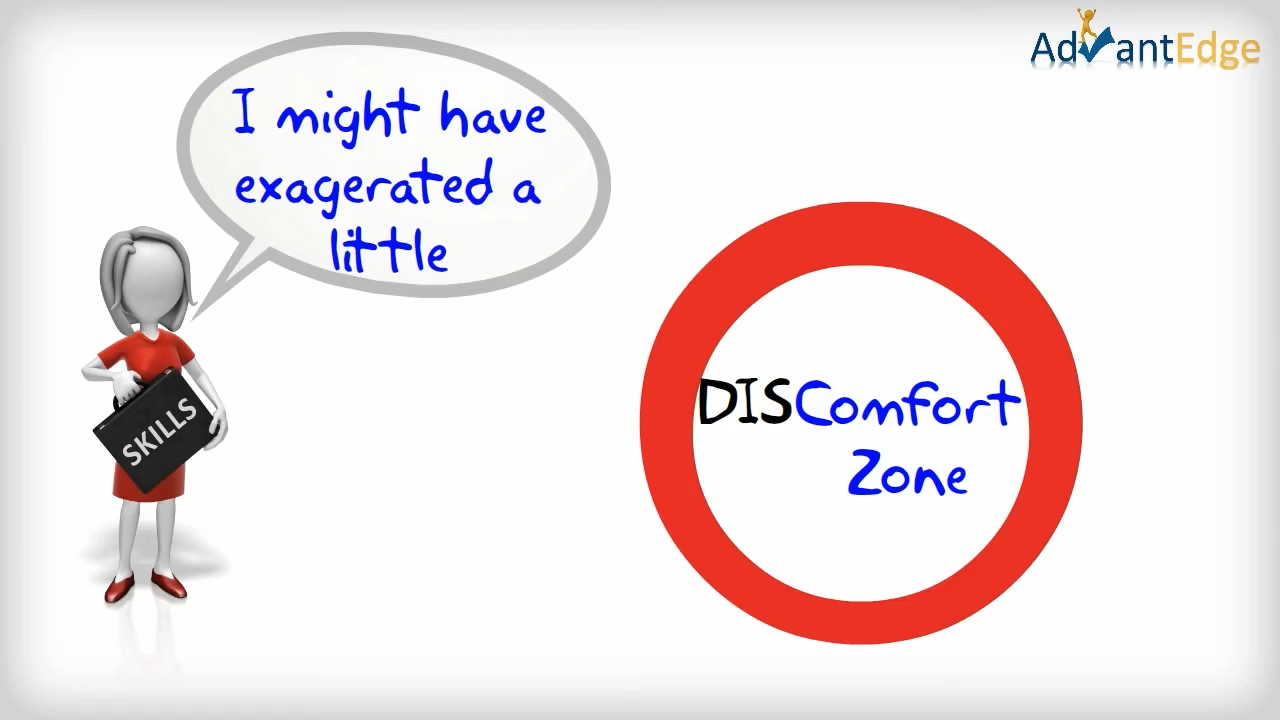 AdvantEdge
I might have
exagerated a
little
SKILLS
DISComfort
Zone